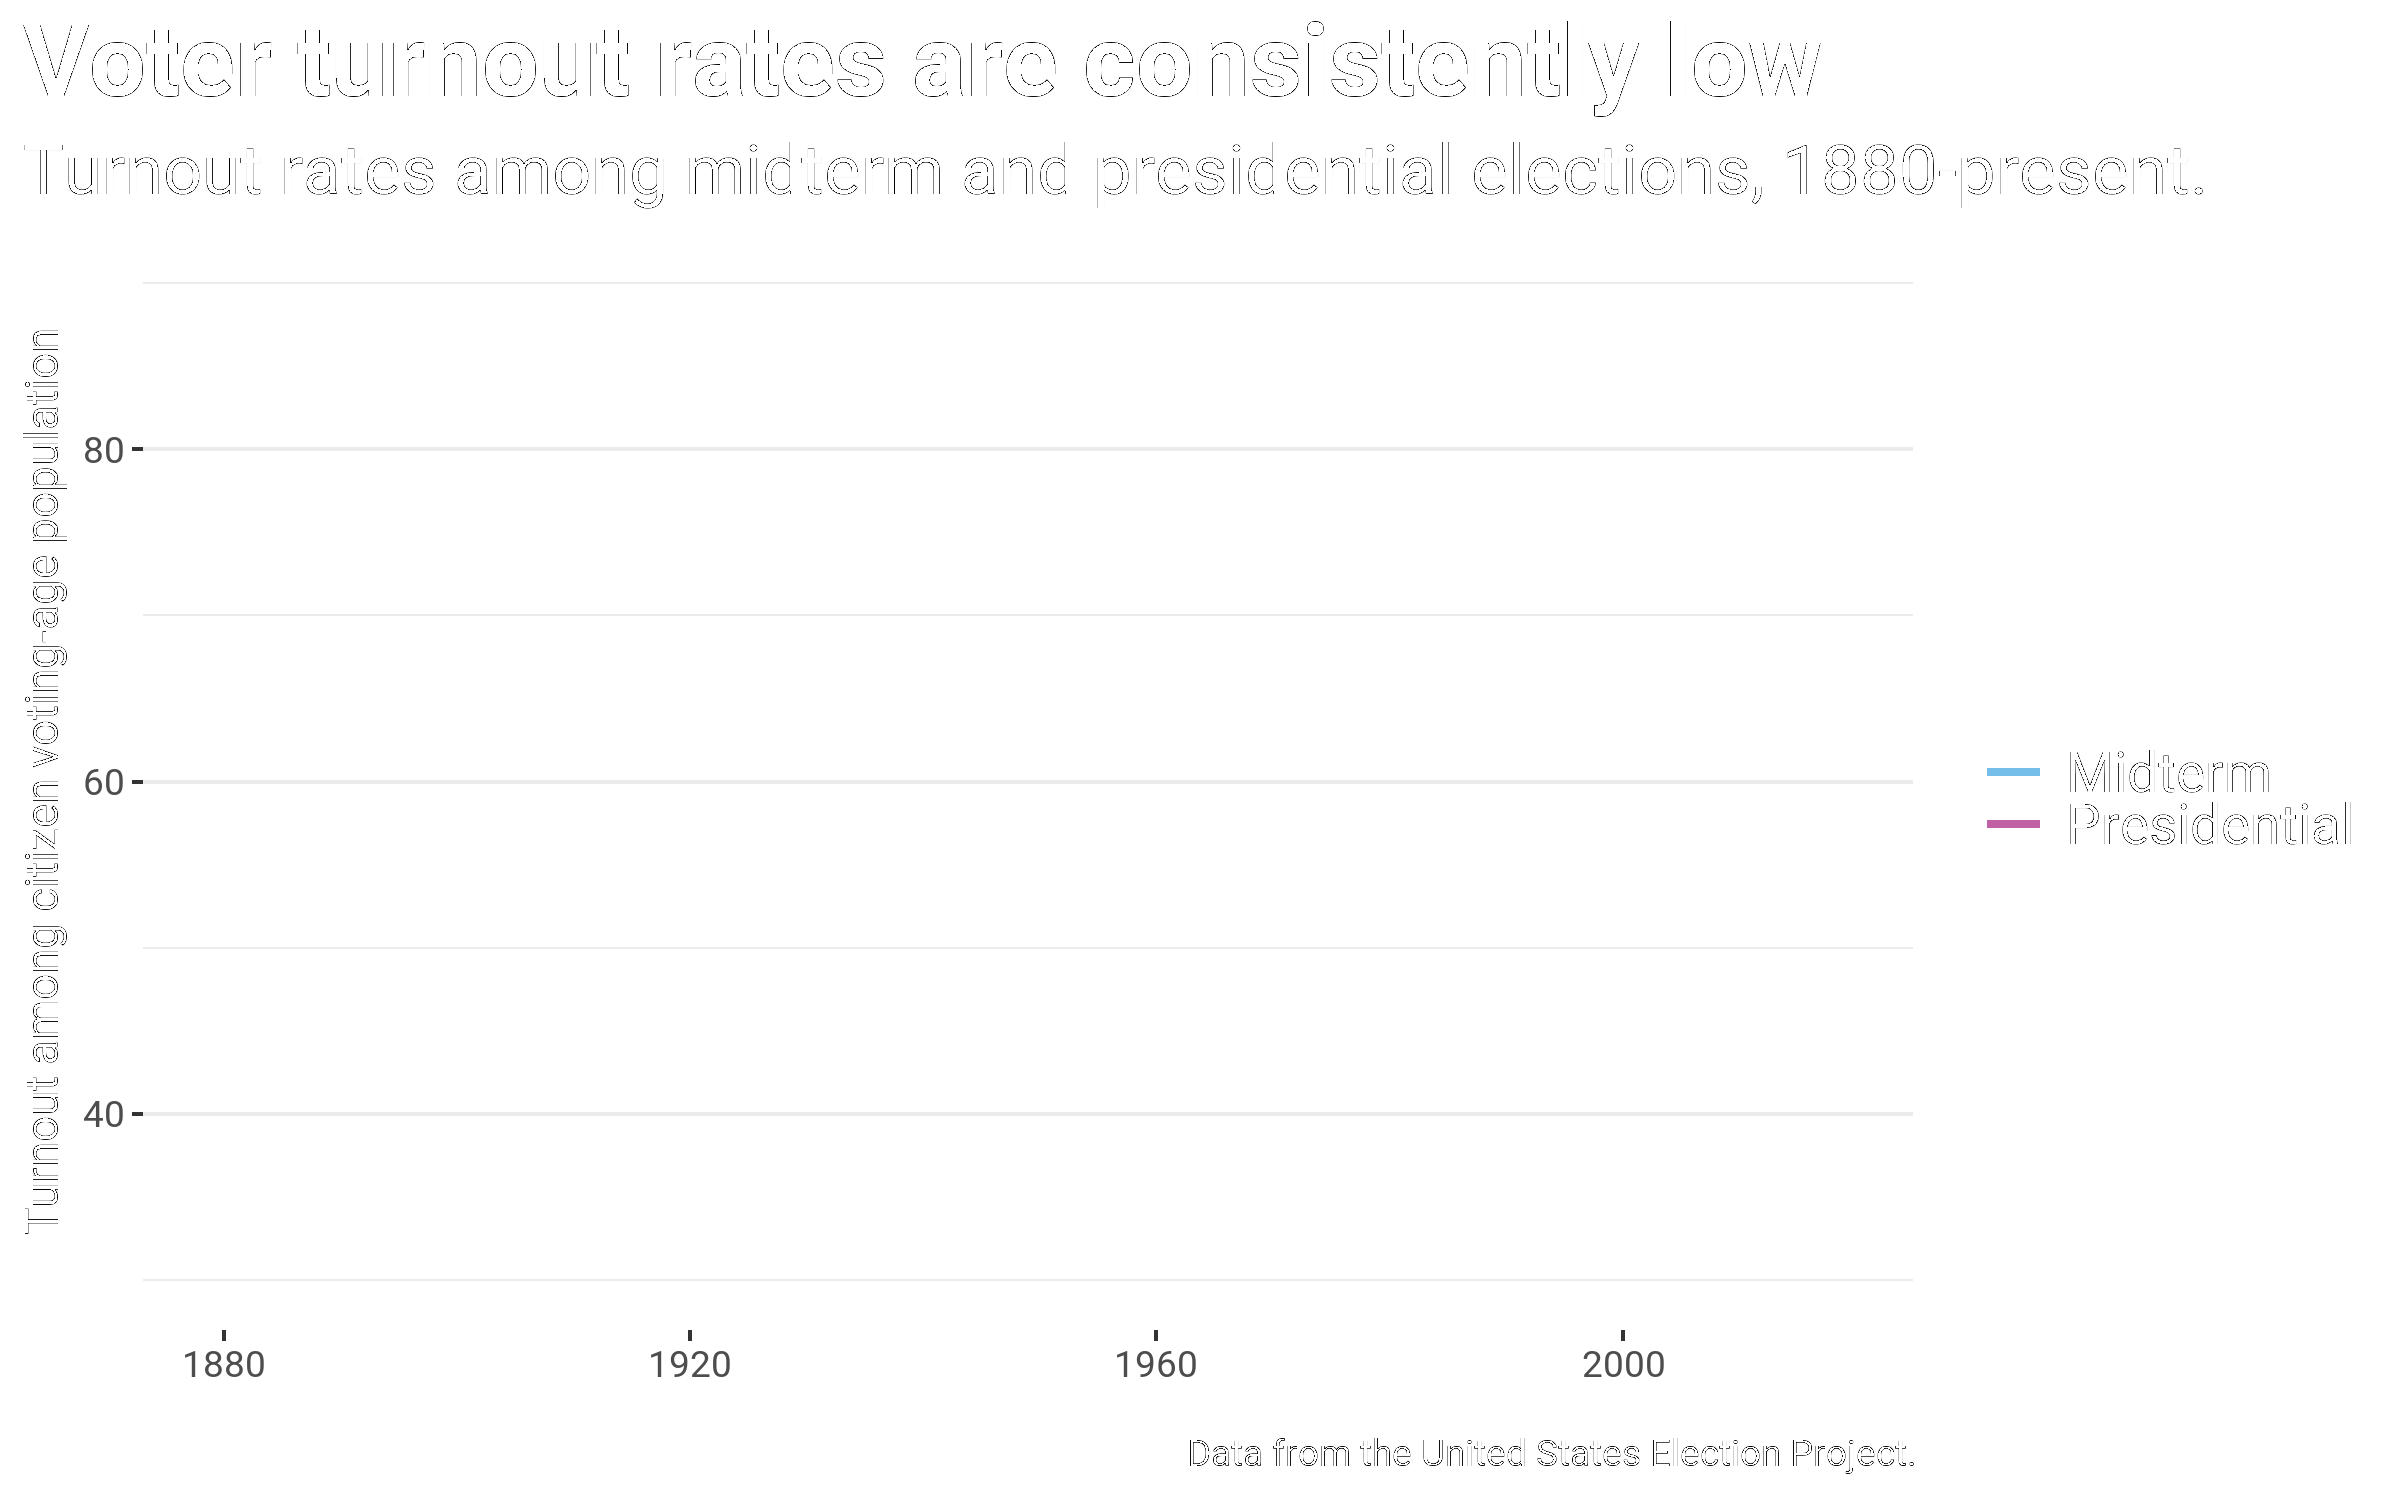 Voter turnout rates are consistently low
Turnout rates among midterm and presidential elections, 1880-present.
Turnout among citizen voting-age population
80
60
40
Midterm
Presidential
1880
1920
1960
2000
Data from the United States Election Project.